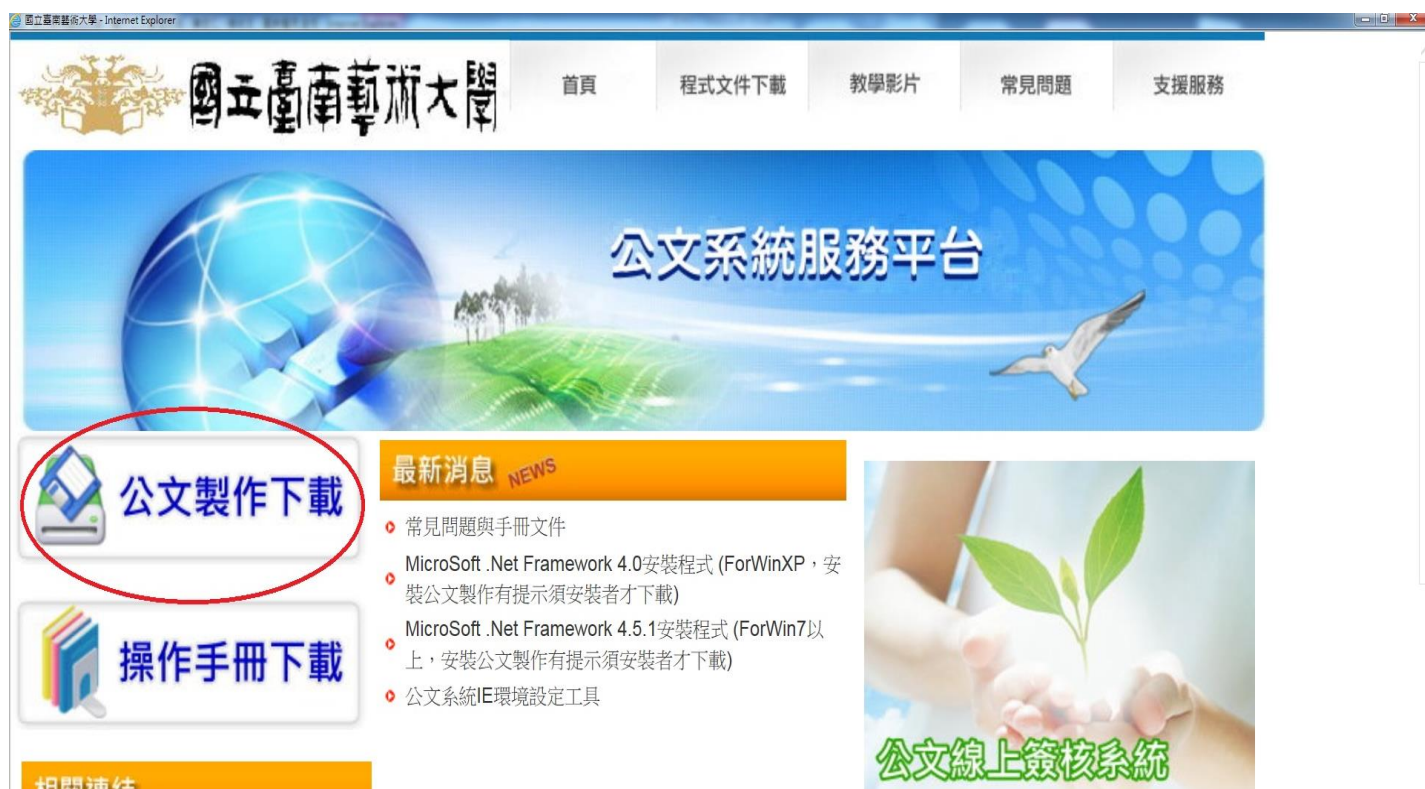 國立臺南藝術大學 - Internet Explorer
國立臺南藝術大學
首頁
程式文件下載
教學影片
常見問題
支援服務
公文系統服務平台
公文製作下載
操作手冊下載
最新消息 NEWS
常見問題與手冊文件
MicroSoft .Net Framework 4.0安裝程式 (ForWinXP，安
裝公文製作有提示須安裝者才下載)
MicroSoft .Net Framework 4.5.1安裝程式 (ForWin7以
上，安裝公文製作有提示須安裝者才下載)
公文系統IE環境設定工具
公文線上簽核系統
相關連結